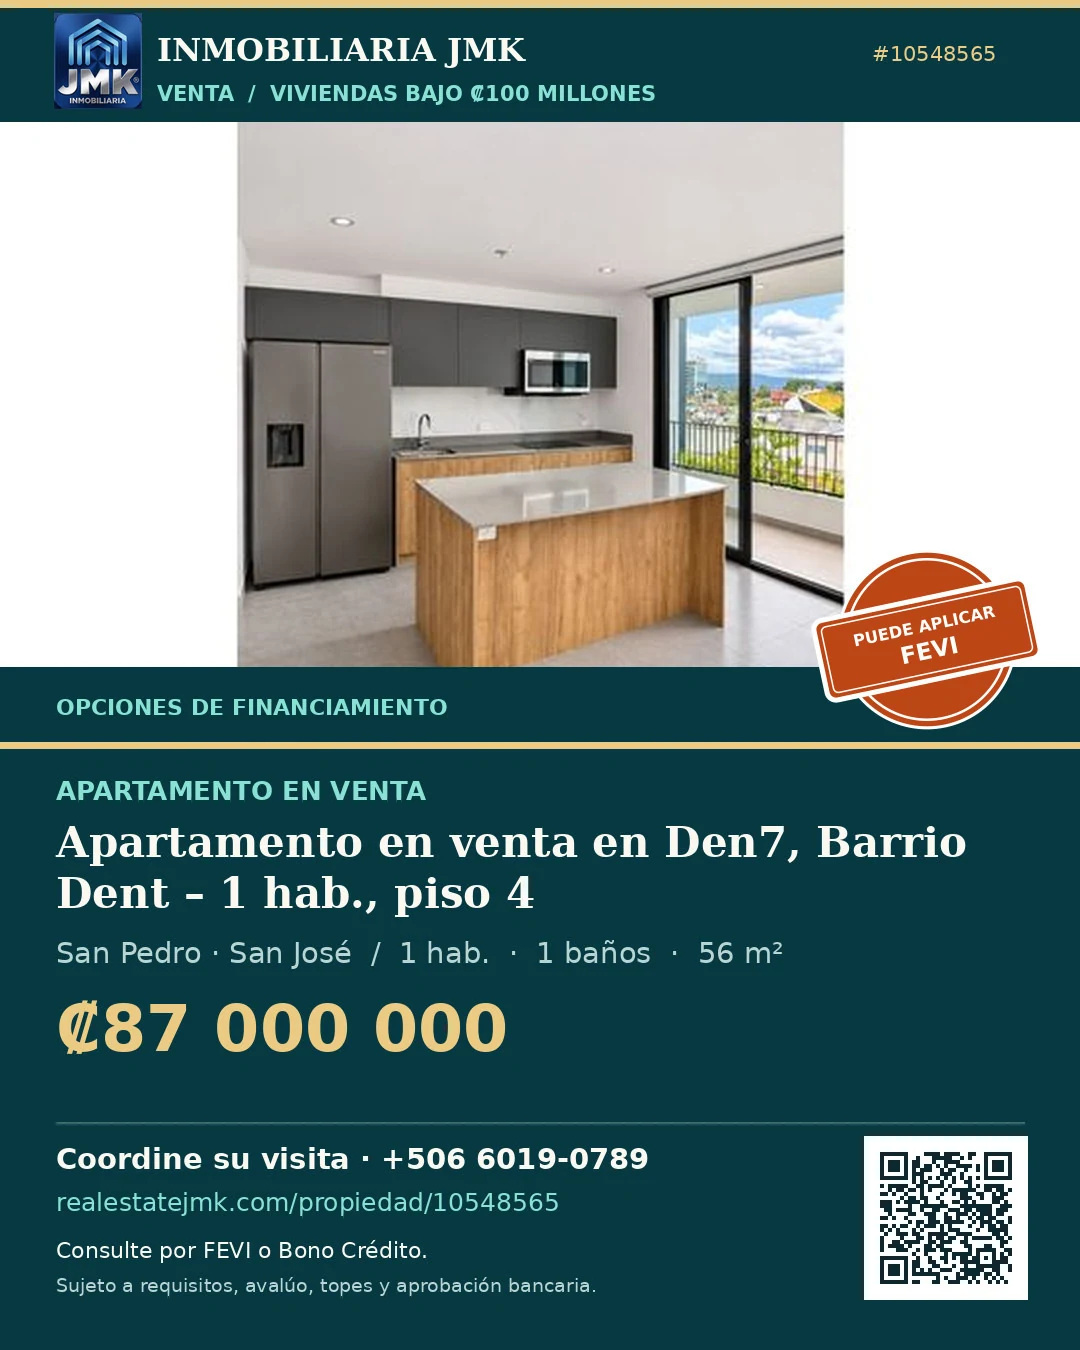 JMK
INMOBILIARIA
INMOBILIARIA JMK
#10548565
VENTA / VIVIENDAS BAJO ₡100 MILLONES
PUEDE APLICAR
FEVI
OPCIONES DE FINANCIAMIENTO
APARTAMENTO EN VENTA
Apartamento en venta en Den7, Barrio
Dent – 1 hab., piso 4
San Pedro · San José / 1 hab. · 1 baños · 56 m²
₡87 000 000
Coordine su visita · +506 6019-0789
realestatejmk.com/propiedad/10548565
Consulte por FEVI o Bono Crédito.
Sujeto a requisitos, avalúo, topes y aprobación bancaria.